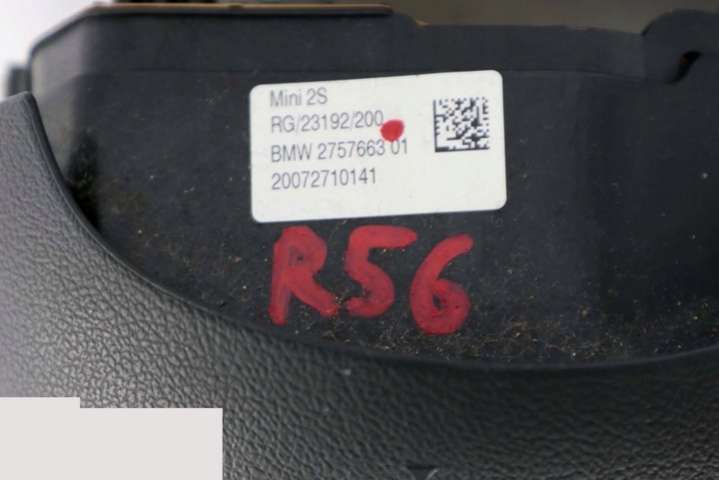 Mini 2S
RG/23192/200
BMW 2757663 01
20072710141
R56